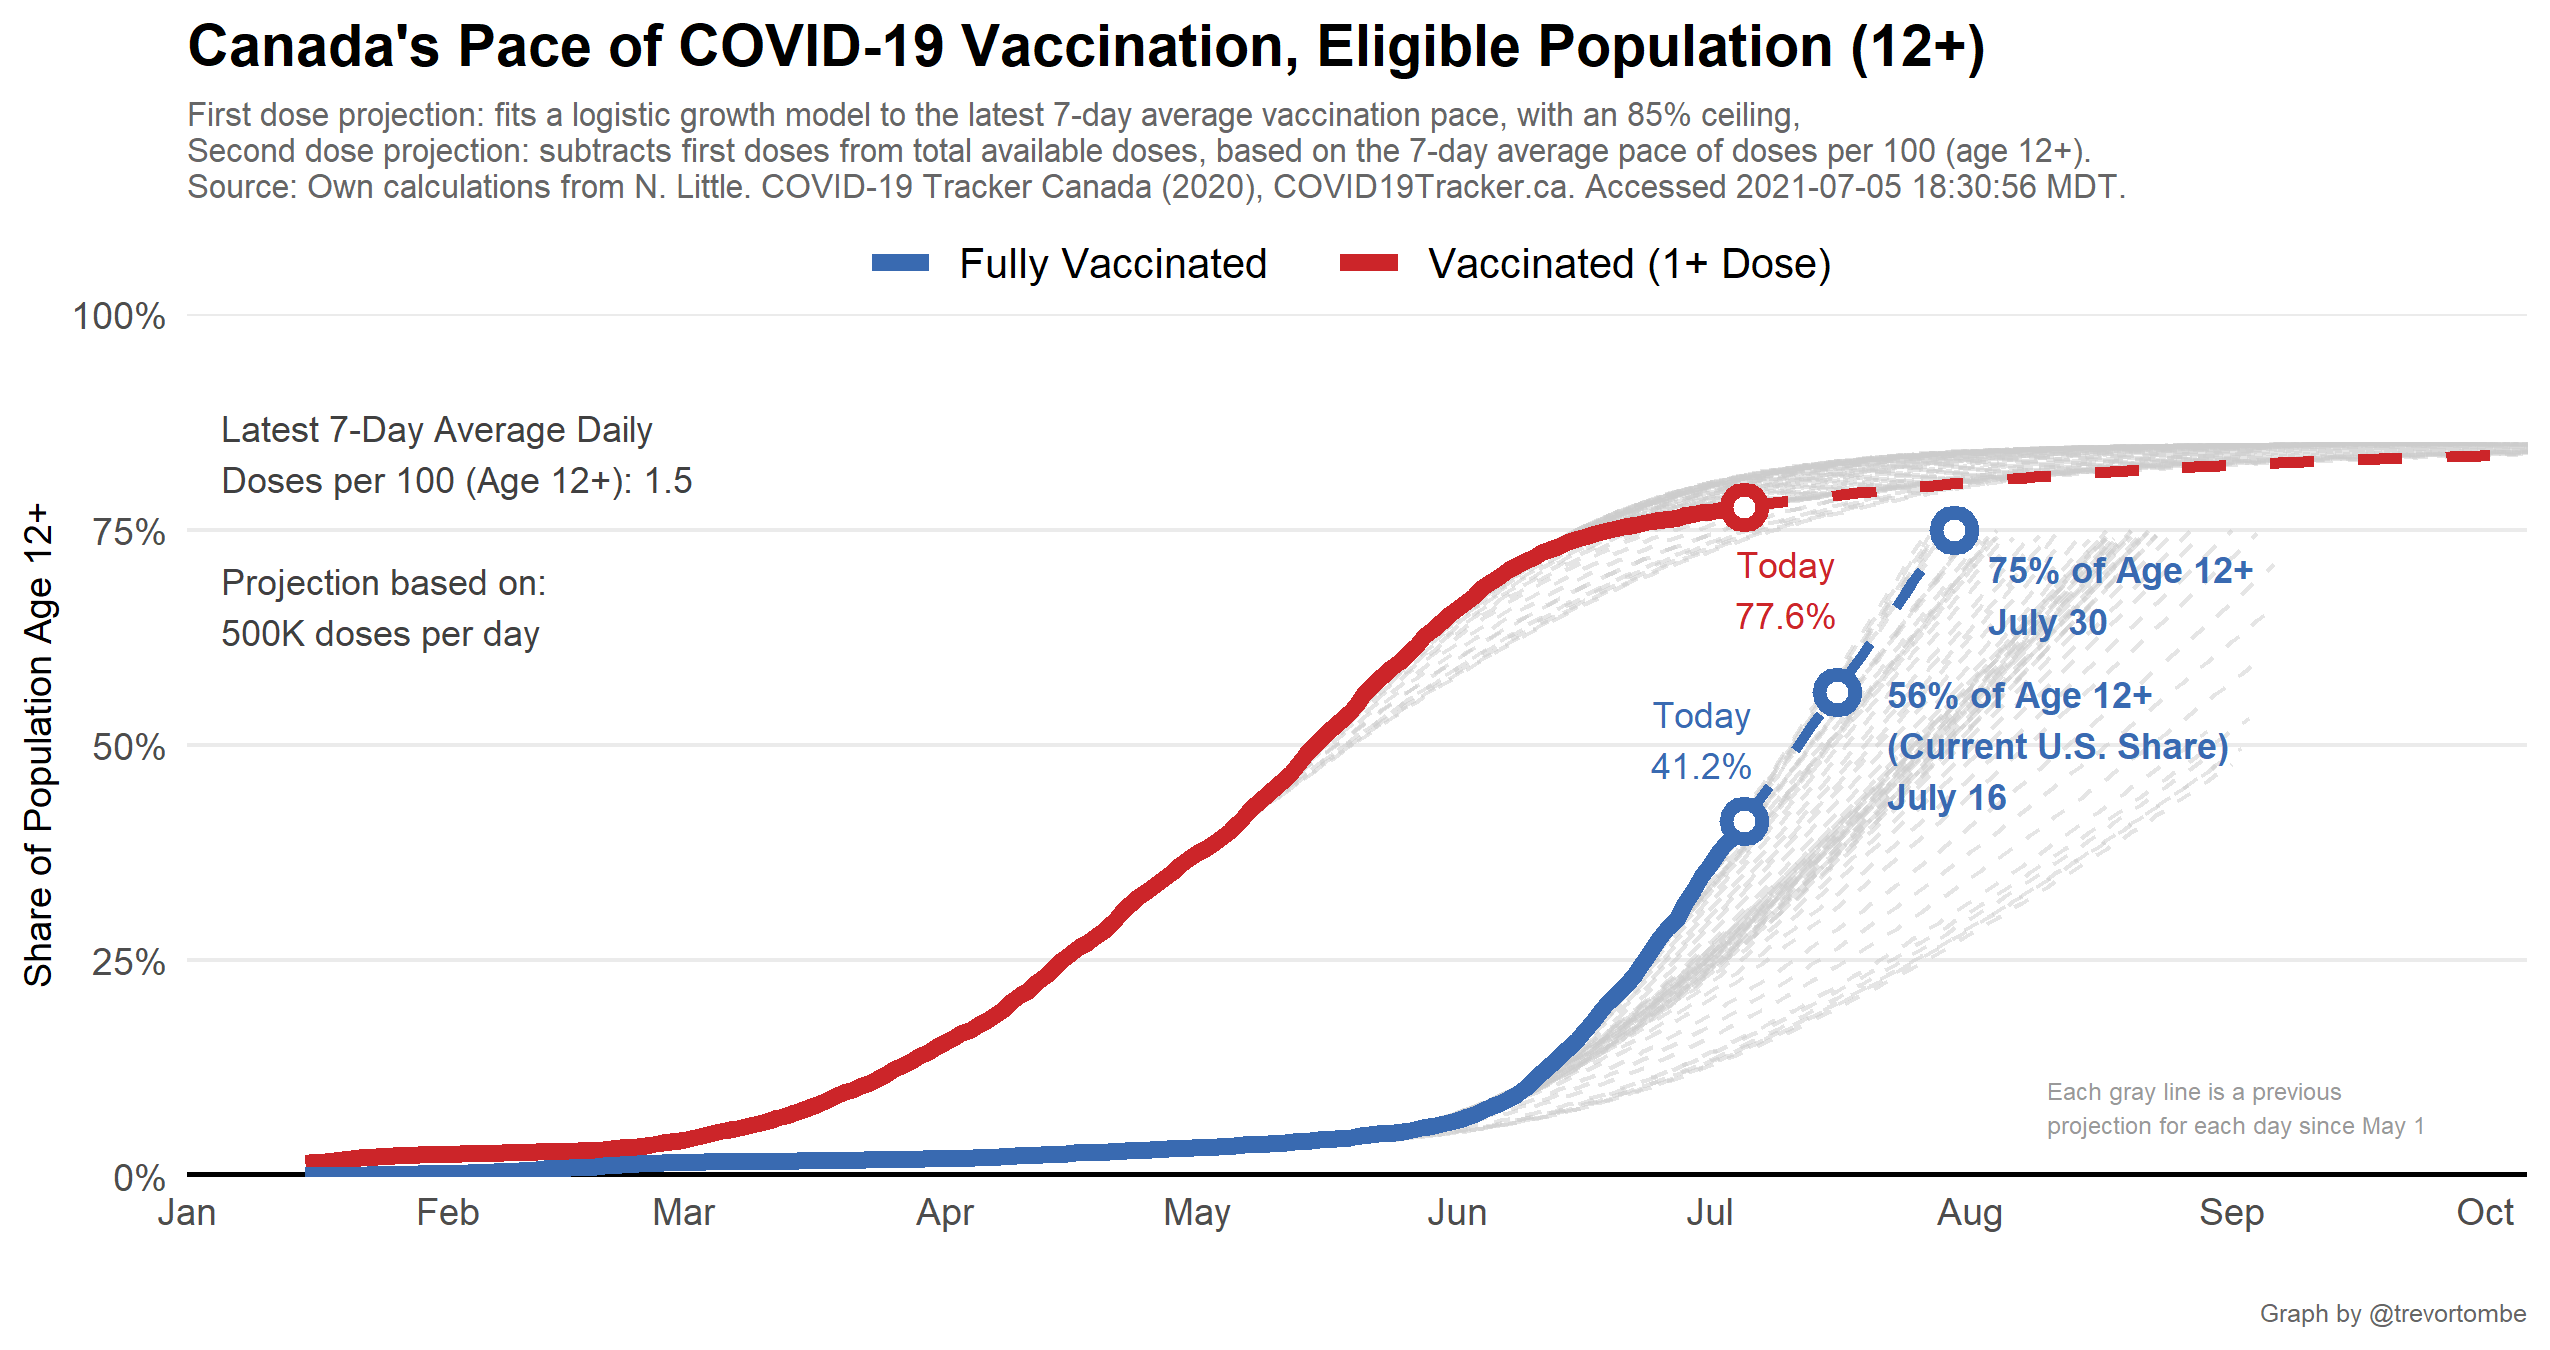 Canada's Pace of COVID-19 Vaccination, Eligible Population (12+)
First dose projection: fits a logistic growth model to the latest 7-day average vaccination pace, with an 85% ceiling,
Second dose projection: subtracts first doses from total available doses, based on the 7-day average pace of doses per 100 (age 12+).
Source: Own calculations from N. Little. COVID-19 Tracker Canada (2020), COVID19Tracker.ca. Accessed 2021-07-05 18:30:56 MDT.
Fully Vaccinated
Vaccinated (1+ Dose)
Share of Population Age 12+
100%
75%
50%
25%
0%
Latest 7-Day Average Daily
Doses per 100 (Age 12+): 1.5
Projection based on:
500K doses per day
Today
77.6%
75% of Age 12+
July 30
Today
41.2%
56% of Age 12+
(Current U.S. Share)
July 16
Each gray line is a previous
projection for each day since May 1
Jan
Feb
Mar
Apr
May
Jun
Jul
Aug
Sep
Oct
Graph by @trevortombe